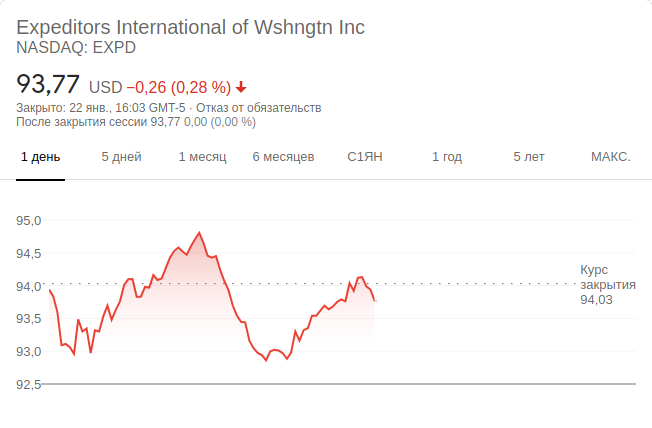 Expeditors International of Wshngtn Inc
NASDAQ: EXPD
93,77 USD −0,26 (0,28 %)
Закрыто: 22 янв., 16:03 GMT-5 · Отказ от обязательств
После закрытия сессии 93,77 0,00 (0,00 %)
1 день 5 дней 1 месяц 6 месяцев С1ЯН 1 год 5 лет МАКС.
95,0
94,5
94,0
93,5
93,0
92,5
Курс
закрытия
94,03